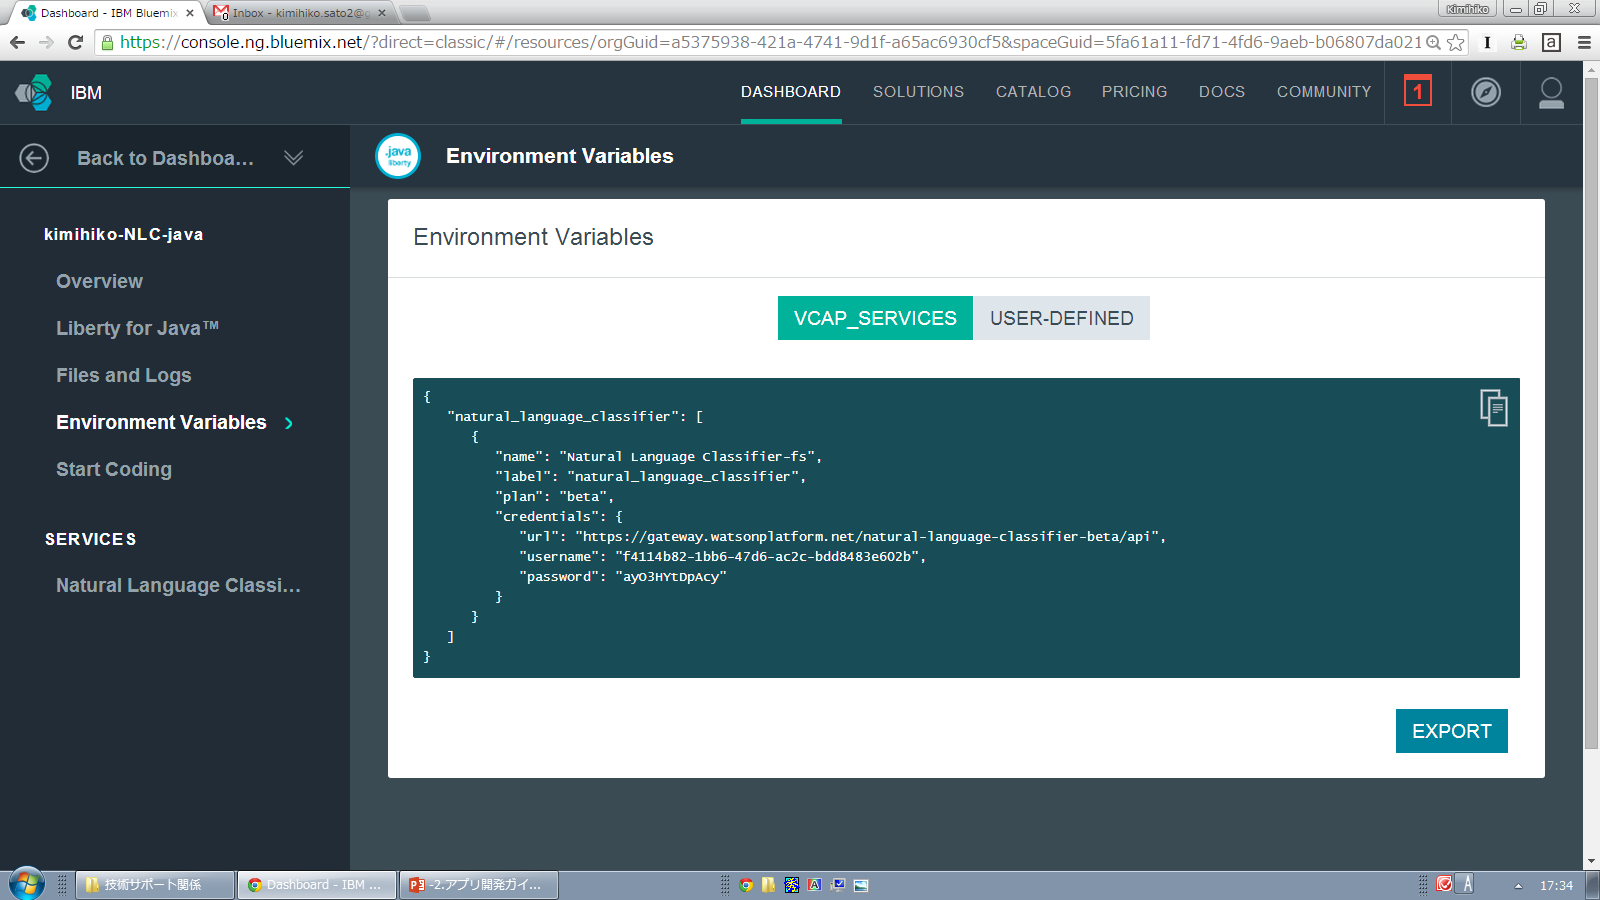 Dashboard - IBM Bluemix
Inbox - kimihiko.sato2@g
Kimihiko
https://console.ng.bluemix.net/?direct=classic/#/resources/orgGuid=a5375938-421a-4741-9d1f-a65ac6930cf5&spaceGuid=5fa61a11-fd71-4fd6-9aeb-b06807da021
IBM
DASHBOARD SOLUTIONS CATALOG PRICING DOCS COMMUNITY 1
Back to Dashboa...
.java
liberty
Environment Variables
kimihiko-NLC-java
Overview
Liberty for Java™
Files and Logs
Environment Variables
Start Coding
SERVICES
Natural Language Classi...
Environment Variables
VCAP_SERVICES USER-DEFINED
{
"natural_language_classifier": [
{
"name": "Natural Language Classifier-fs",
"label": "natural_language_classifier",
"plan": "beta",
"credentials": {
"url": "https://gateway.watsonplatform.net/natural-language-classifier-beta/api",
"username": "f4114b82-1bb6-47d6-ac2c-bdd8483e602b",
"password": "ayO3HYtDpAcy"
}
}
]
}
EXPORT
技術サポート関係
Dashboard - IBM ...
-2.アプリ開発ガイ...
A
17:34